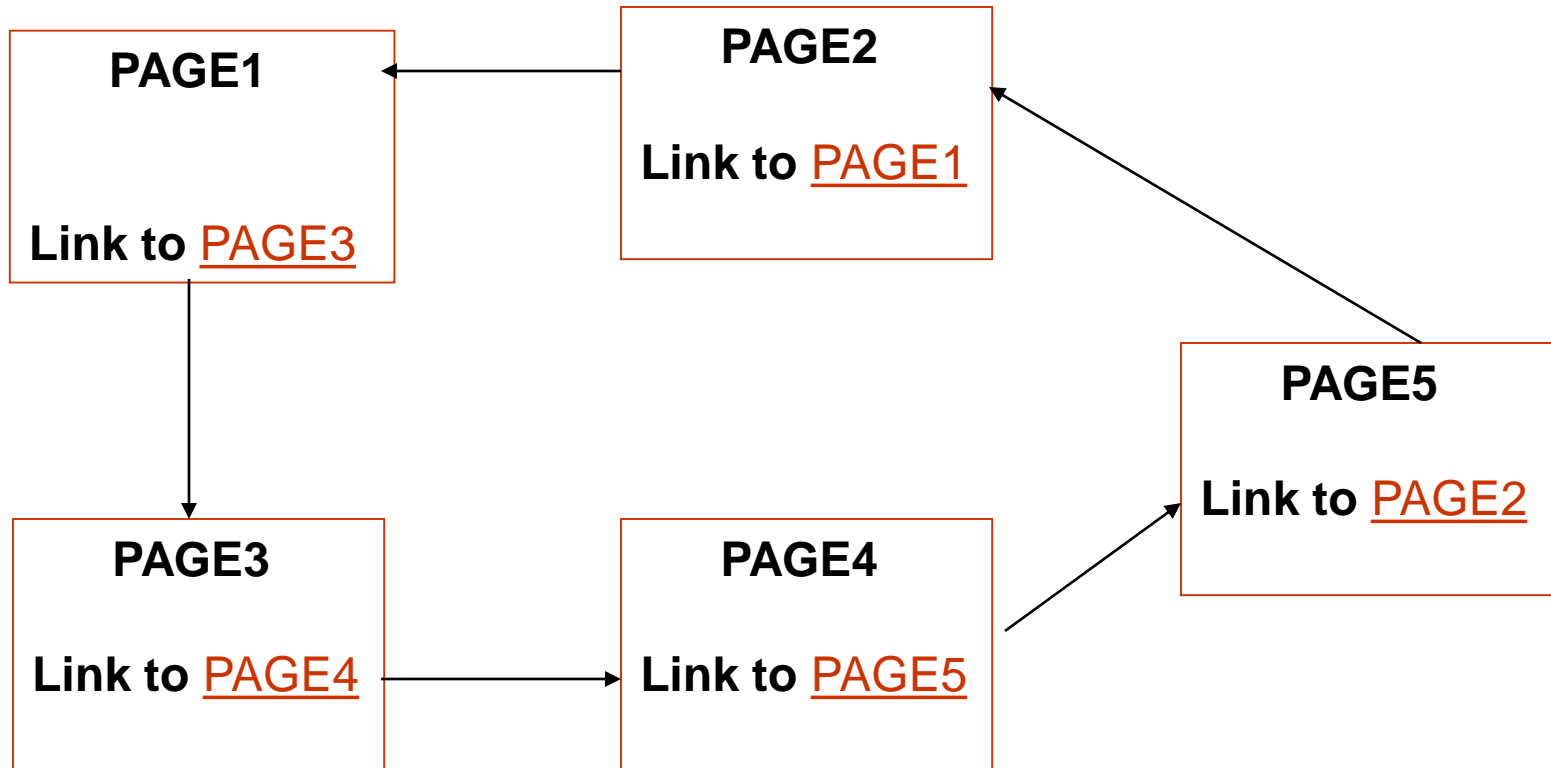 PAGE1
Link to PAGE3
PAGE2
Link to PAGE1
PAGE5
Link to PAGE2
PAGE3
Link to PAGE4
PAGE4
Link to PAGE5